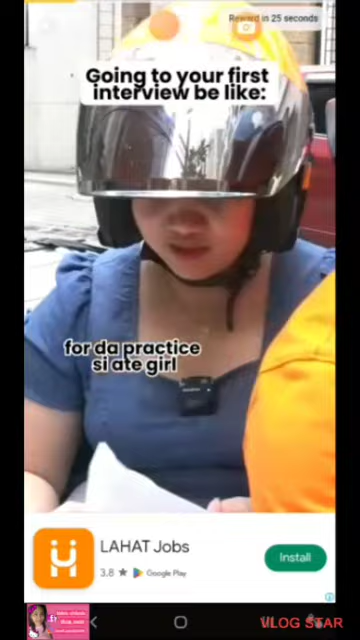 Reward in 25 seconds
Going to your first
interview be like:
for da practice
si ate girl
LAHAT Jobs
3.8 ★ Google Play
Install
VLOG STAR